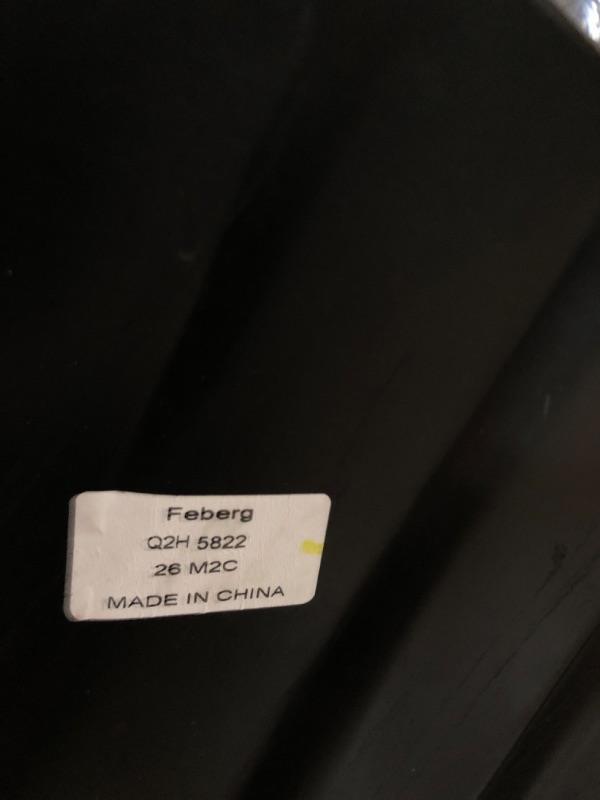 Feberg
Q2H 5822
26 M2C
MADE IN CHINA